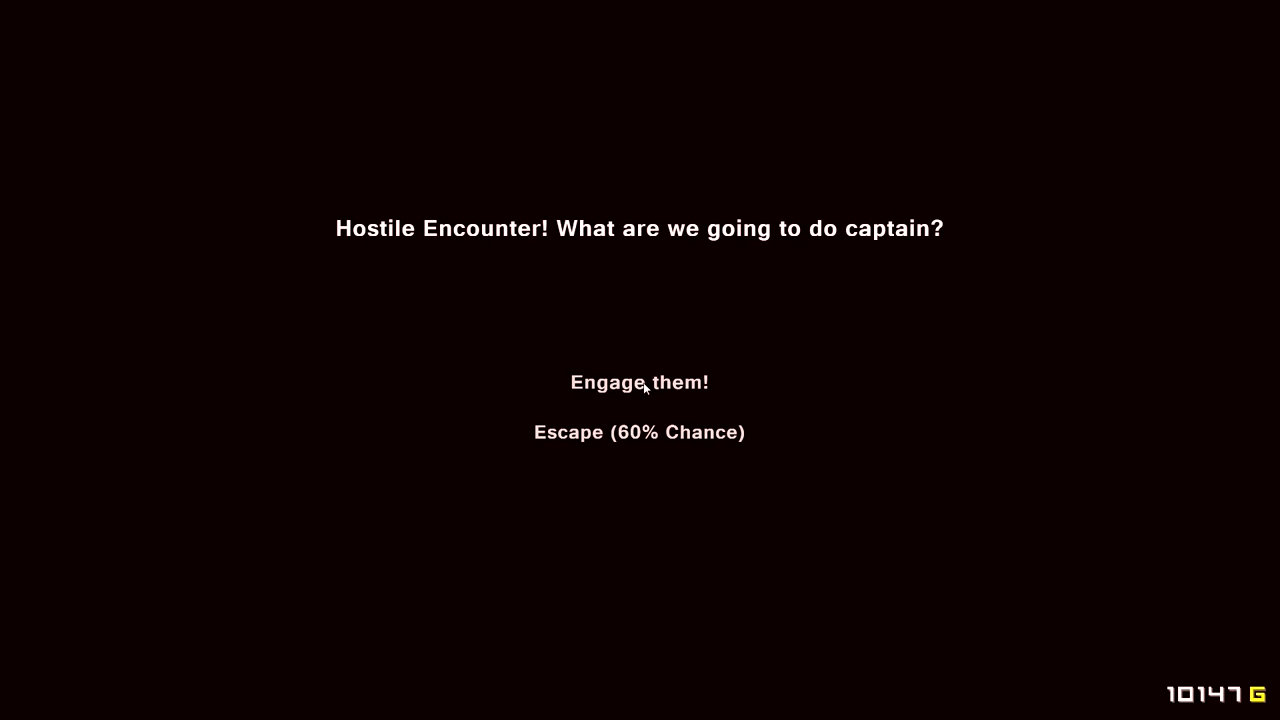 Hostile Encounter! What are we going to do captain?
Engage them!
Escape (60% Chance)
10147 G